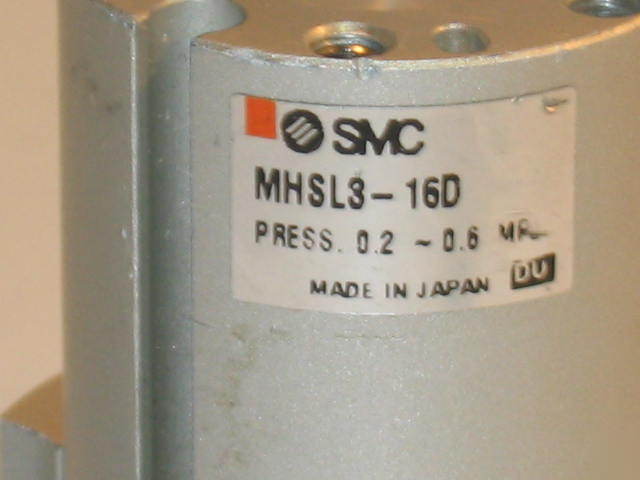 SMC
MHSL3-16D
PRESS. 0.2 ~ 0.6
MADE IN JAPAN DU